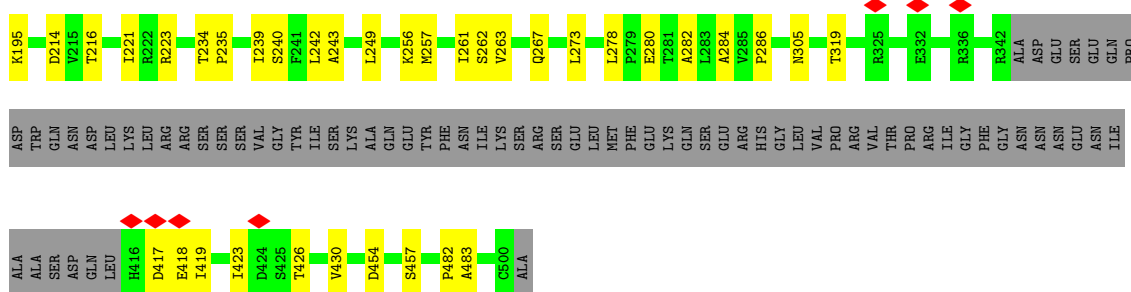 K195 D214 V215 T216 I221 R222 R223 T234 P235 I239 S240 F241 L242 A243 L249 K256 M257 I261 S262 V263 Q267 L273 L278 P279 E280 T281 A282 L283 A284 V285 P286 N305 T319 R325 E332 R336 R342 ALA ASP GLU SER GLU GLN PRO
ASP TRP GLN ASN ASP LEU LYS LEU ARG ARG SER SER SER VAL GLY TYR ILE SER LYS ALA GLN GLU TYR PHE ASN ILE LYS SER ARG SER GLU LEU MET PHE GLU LYS GLN SER GLU ARG HIS GLY LEU VAL PRO ARG VAL THR PRO ARG ILE GLY PHE GLY ASN ASN ASN GLU ASN ILE
ALA ALA SER ASP GLN LEU H416 D417 E418 I419 I423 D424 S425 T426 V430 D454 S457 P482 A483 C500 ALA